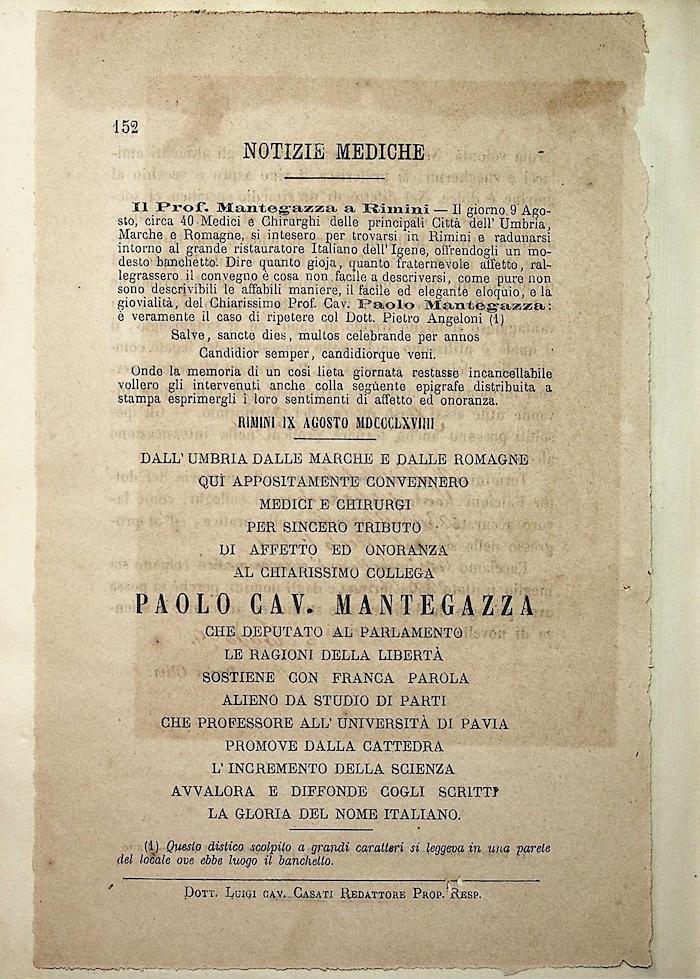 152
NOTIZIE MEDICHE
Il Prof. Mantegazza a Rimini — Il giorno 9 Ago-
sto, circa 40 Medici e Chirurghi delle principali Città dell'Umbria,
Marche e Romagne, si intesero per trovarsi in Rimini e radunarsi
intorno al grande ristauratore Italiano dell'Igene, offrendogli un mo-
desto banchetto. Dire quanto gioja, quanto fraternevole affetto, ral-
legrassero il convegno è cosa non facile a descriversi, come pure non
sono descrivibili le affabili maniere, il facile ed elegante eloquio, e la
giovialità, del Chiarissimo Prof. Cav. Paolo Mantegazza:
è veramente il caso di ripetere col Dott. Pietro Angeloni (1)
Salve, sancte dies, multos celebrande per annos
Candidior semper, candidiorque veni.
Onde la memoria di un così lieta giornata restasse incancellabile
vollero gli intervenuti anche colla seguente epigrafe distribuita a
stampa esprimergli i loro sentimenti di affetto ed onoranza.
RIMINI IX AGOSTO MDCCCLXVIIII
DALL'UMBRIA DALLE MARCHE E DALLE ROMAGNE
QUÌ APPOSITAMENTE CONVENNERO
MEDICI E CHIRURGI
PER SINCERO TRIBUTO
DI AFFETTO ED ONORANZA
AL CHIARISSIMO COLLEGA
PAOLO CAV. MANTEGAZZA
CHE DEPUTATO AL PARLAMENTO
LE RAGIONI DELLA LIBERTÀ
SOSTIENE CON FRANCA PAROLA
ALIENO DA STUDIO DI PARTI
CHE PROFESSORE ALL'UNIVERSITÀ DI PAVIA
PROMOVE DALLA CATTEDRA
L'INCREMENTO DELLA SCIENZA
AVVALORA E DIFFONDE COGLI SCRITTI
LA GLORIA DEL NOME ITALIANO.
(1) Questo distico scolpito a grandi caratteri si leggeva in una parete
del locale ove ebbe luogo il banchetto.
DOTT. LUIGI CAV. CASATI REDATTORE PROP. RESP.